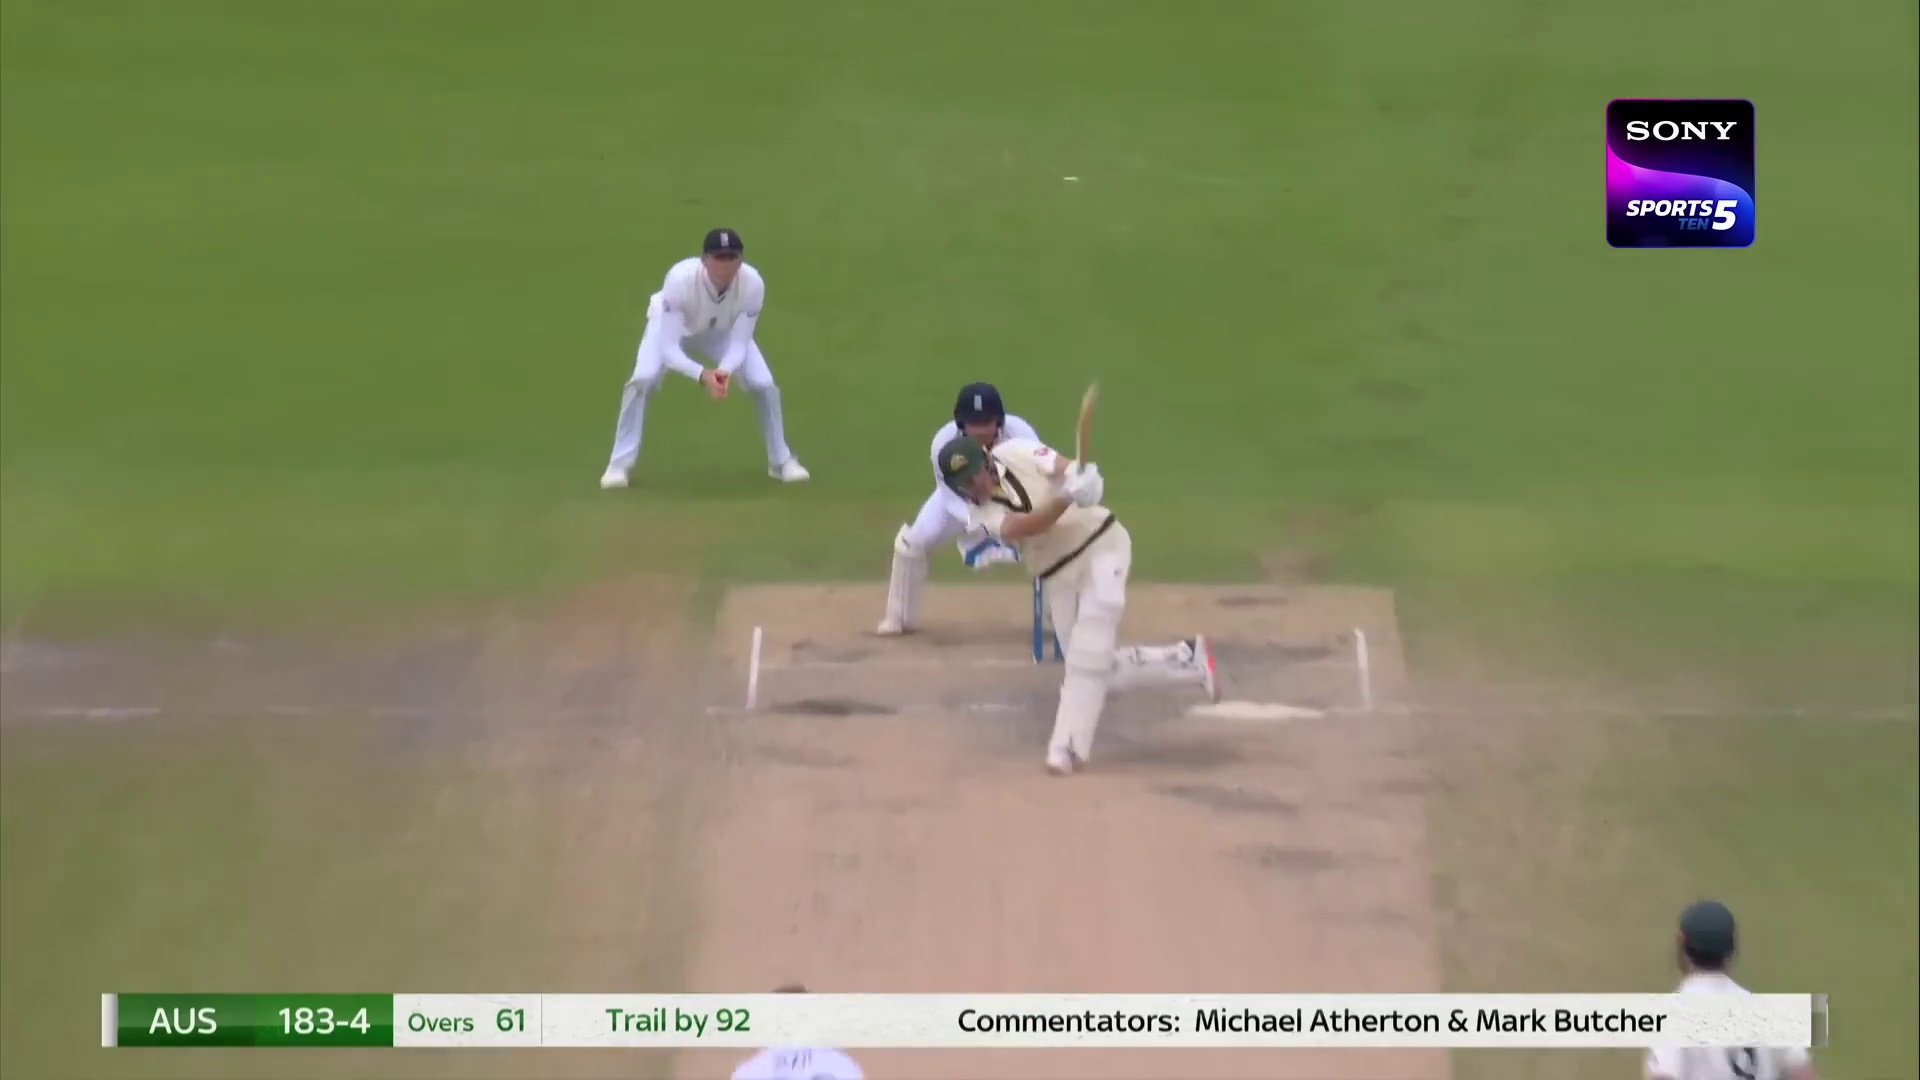 SONY
SPORTS
TEN 5
AUS 183-4 Overs 61 Trail by 92 Commentators: Michael Atherton & Mark Butcher